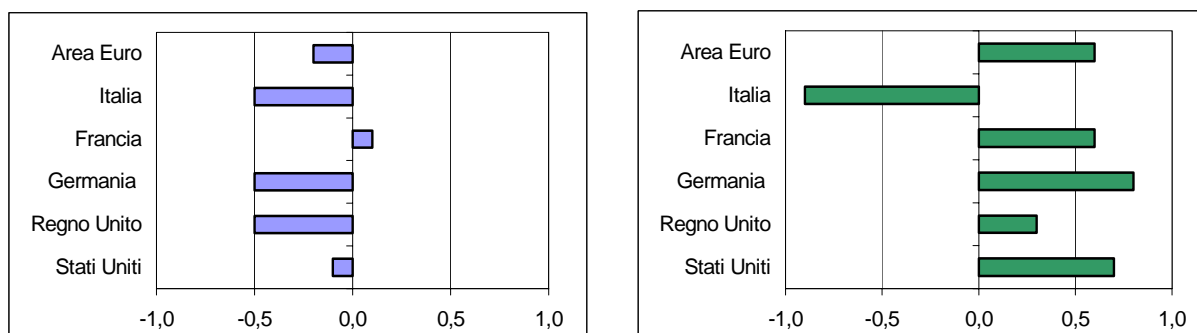 Area Euro
Italia
Francia
Germania
Regno Unito
Stati Uniti
-1,0 -0,5 0,0 0,5 1,0
Area Euro
Italia
Francia
Germania
Regno Unito
Stati Uniti
-1,0 -0,5 0,0 0,5 1,0